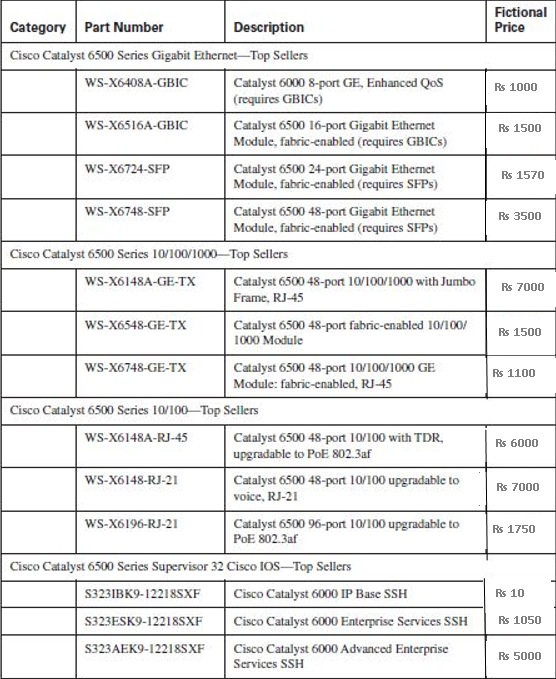 Category Part Number Description Fictional Price
Cisco Catalyst 6500 Series Gigabit Ethernet—Top Sellers
WS-X6408A-GBIC Catalyst 6000 8-port GE, Enhanced QoS Rs 1000
(requires GBICs)
WS-X6516A-GBIC Catalyst 6500 16-port Gigabit Ethernet Rs 1500
Module, fabric-enabled (requires GBICs)
WS-X6724-SFP Catalyst 6500 24-port Gigabit Ethernet Rs 1570
Module, fabric-enabled (requires SFPs)
WS-X6748-SFP Catalyst 6500 48-port Gigabit Ethernet Rs 3500
Module, fabric-enabled (requires SFPs)
Cisco Catalyst 6500 Series 10/100/1000—Top Sellers
WS-X6148A-GE-TX Catalyst 6500 48-port 10/100/1000 with Jumbo Rs 7000
Frame, RJ-45
WS-X6548-GE-TX Catalyst 6500 48-port fabric-enabled 10/100/ Rs 1500
1000 Module
WS-X6748-GE-TX Catalyst 6500 48-port 10/100/1000 GE Rs 1100
Module: fabric-enabled, RJ-45
Cisco Catalyst 6500 Series 10/100—Top Sellers
WS-X6148A-RJ-45 Catalyst 6500 48-port 10/100 with TDR, Rs 6000
upgradable to PoE 802.3af
WS-X6148-RJ-21 Catalyst 6500 48-port 10/100 upgradable to Rs 7000
voice, RJ-21
WS-X6196-RJ-21 Catalyst 6500 96-port 10/100 upgradable to Rs 1750
PoE 802.3af
Cisco Catalyst 6500 Series Supervisor 32 Cisco IOS—Top Sellers
S323IBK9-12218SXF Cisco Catalyst 6000 IP Base SSH Rs 10
S323ESK9-12218SXF Cisco Catalyst 6000 Enterprise Services SSH Rs 1050
S323AEK9-12218SXF Cisco Catalyst 6000 Advanced Enterprise Rs 5000
Services SSH